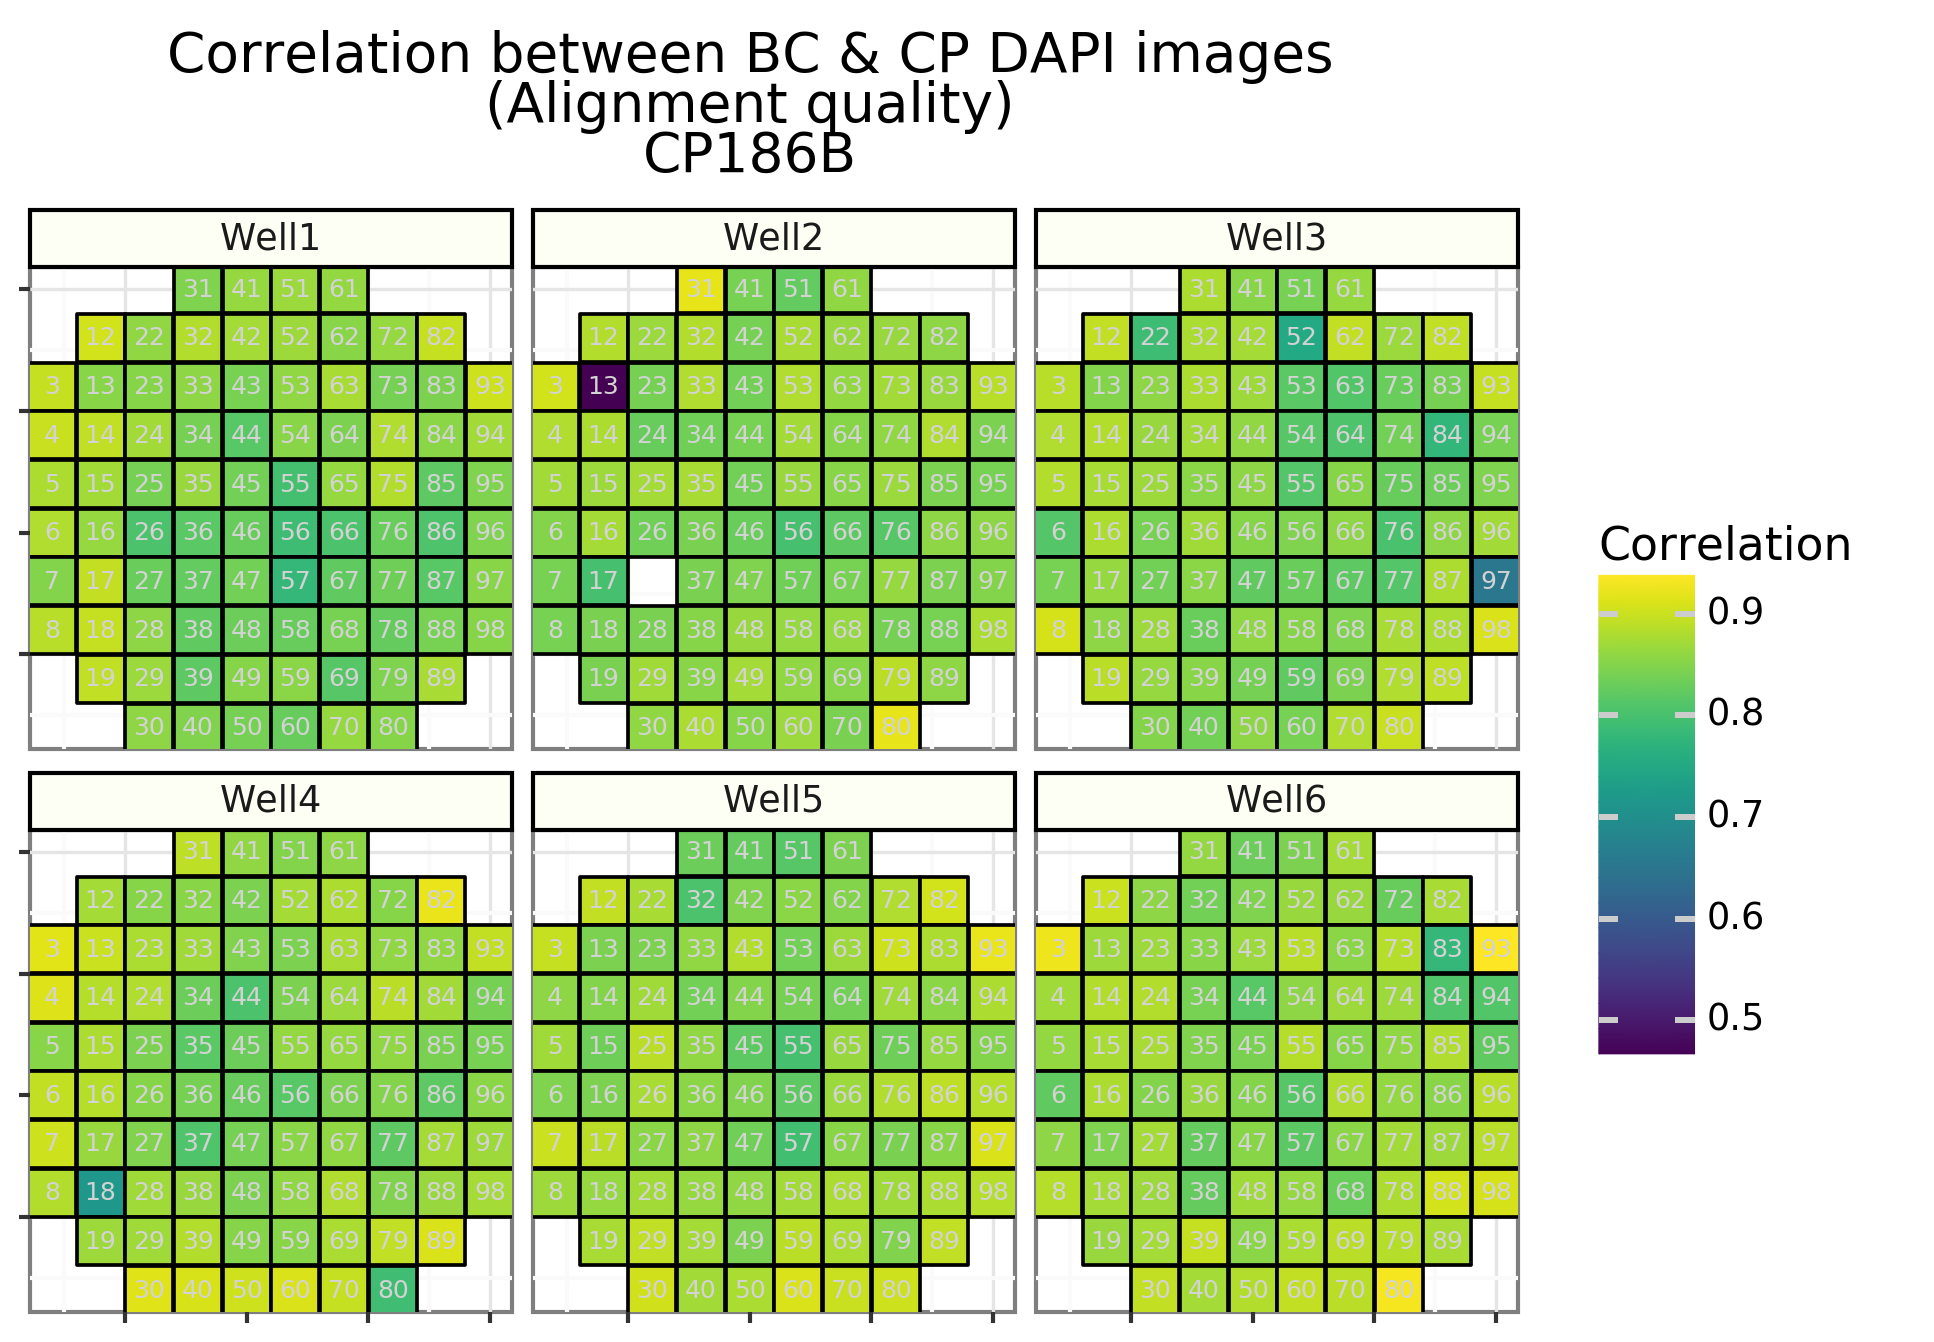 Correlation between BC & CP DAPI images
(Alignment quality)
CP186B
Well1 Well2 Well3
31 41 51 61 31 41 51 61 31 41 51 61
12 22 32 42 52 62 72 82 12 22 32 42 52 62 72 82 12 22 32 42 52 62 72 82
3 13 23 33 43 53 63 73 83 93 3 13 23 33 43 53 63 73 83 93 3 13 23 33 43 53 63 73 83 93
4 14 24 34 44 54 64 74 84 94 4 14 24 34 44 54 64 74 84 94 4 14 24 34 44 54 64 74 84 94
5 15 25 35 45 55 65 75 85 95 5 15 25 35 45 55 65 75 85 95 5 15 25 35 45 55 65 75 85 95
6 16 26 36 46 56 66 76 86 96 6 16 26 36 46 56 66 76 86 96 6 16 26 36 46 56 66 76 86 96
7 17 27 37 47 57 67 77 87 97 7 17 37 47 57 67 77 87 97 7 17 27 37 47 57 67 77 87 97
8 18 28 38 48 58 68 78 88 98 8 18 28 38 48 58 68 78 88 98 8 18 28 38 48 58 68 78 88 98
19 29 39 49 59 69 79 89 19 29 39 49 59 69 79 89 19 29 39 49 59 69 79 89
30 40 50 60 70 80 30 40 50 60 70 80 30 40 50 60 70 80
Well4 Well5 Well6
31 41 51 61 31 41 51 61 31 41 51 61
12 22 32 42 52 62 72 82 12 22 32 42 52 62 72 82 12 22 32 42 52 62 72 82
3 13 23 33 43 53 63 73 83 93 3 13 23 33 43 53 63 73 83 93 3 13 23 33 43 53 63 73 83 93
4 14 24 34 44 54 64 74 84 94 4 14 24 34 44 54 64 74 84 94 4 14 24 34 44 54 64 74 84 94
5 15 25 35 45 55 65 75 85 95 5 15 25 35 45 55 65 75 85 95 5 15 25 35 45 55 65 75 85 95
6 16 26 36 46 56 66 76 86 96 6 16 26 36 46 56 66 76 86 96 6 16 26 36 46 56 66 76 86 96
7 17 27 37 47 57 67 77 87 97 7 17 27 37 47 57 67 77 87 97 7 17 27 37 47 57 67 77 87 97
8 18 28 38 48 58 68 78 88 98 8 18 28 38 48 58 68 78 88 98 8 18 28 38 48 58 68 78 88 98
19 29 39 49 59 69 79 89 19 29 39 49 59 69 79 89 19 29 39 49 59 69 79 89
30 40 50 60 70 80 30 40 50 60 70 80 30 40 50 60 70 80
Correlation
0.9
0.8
0.7
0.6
0.5